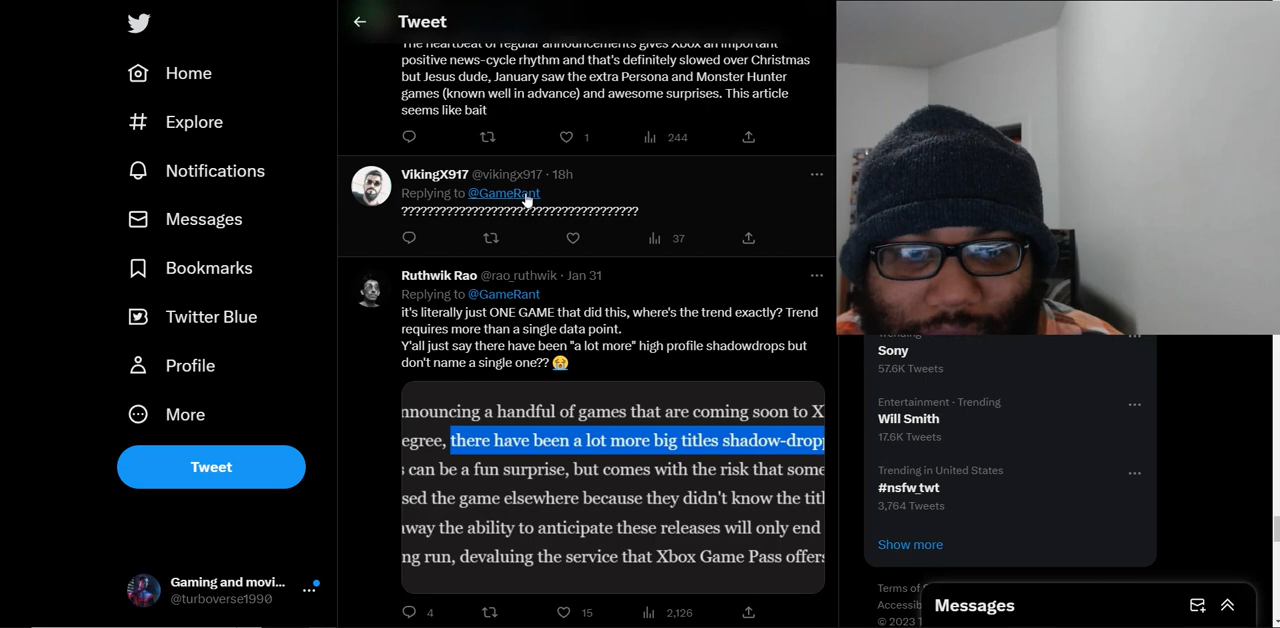 Tweet
Home
Explore
Notifications
Messages
Bookmarks
Twitter Blue
Profile
More
Tweet
Gaming and movi...
@turboverse1990
The heartbeat of regular announcements gives Xbox an important
positive news-cycle rhythm and that's definitely slowed over Christmas
but Jesus dude, January saw the extra Persona and Monster Hunter
games (known well in advance) and awesome surprises. This article
seems like bait
1 244
VikingX917 @vikingx917 · 18h
Replying to @GameRant
?????????????????????????????????????
37
Ruthwik Rao @rao_ruthwik · Jan 31
Replying to @GameRant
it's literally just ONE GAME that did this, where's the trend exactly? Trend
requires more than a single data point.
Y'all just say there have been "a lot more" high profile shadowdrops but
don't name a single one?? 😭
nnouncing a handful of games that are coming soon to X
egree, there have been a lot more big titles shadow-dropp
s can be a fun surprise, but comes with the risk that some
sed the game elsewhere because they didn't know the titl
away the ability to anticipate these releases will only end
ng run, devaluing the service that Xbox Game Pass offers
4 15 2,126
Trending
Sony
57.6K Tweets
Entertainment · Trending
Will Smith
17.6K Tweets
Trending in United States
#nsfw_twt
3,764 Tweets
Show more
Terms of
Accessib
© 2023
Messages